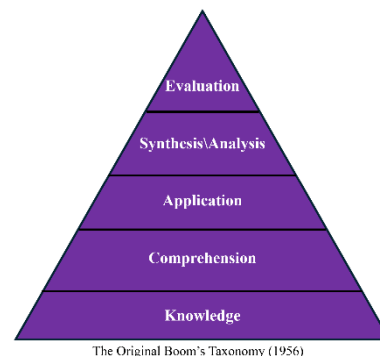 Evaluation
Synthesis\Analysis
Application
Comprehension
Knowledge
The Original Boom's Taxonomy (1956)